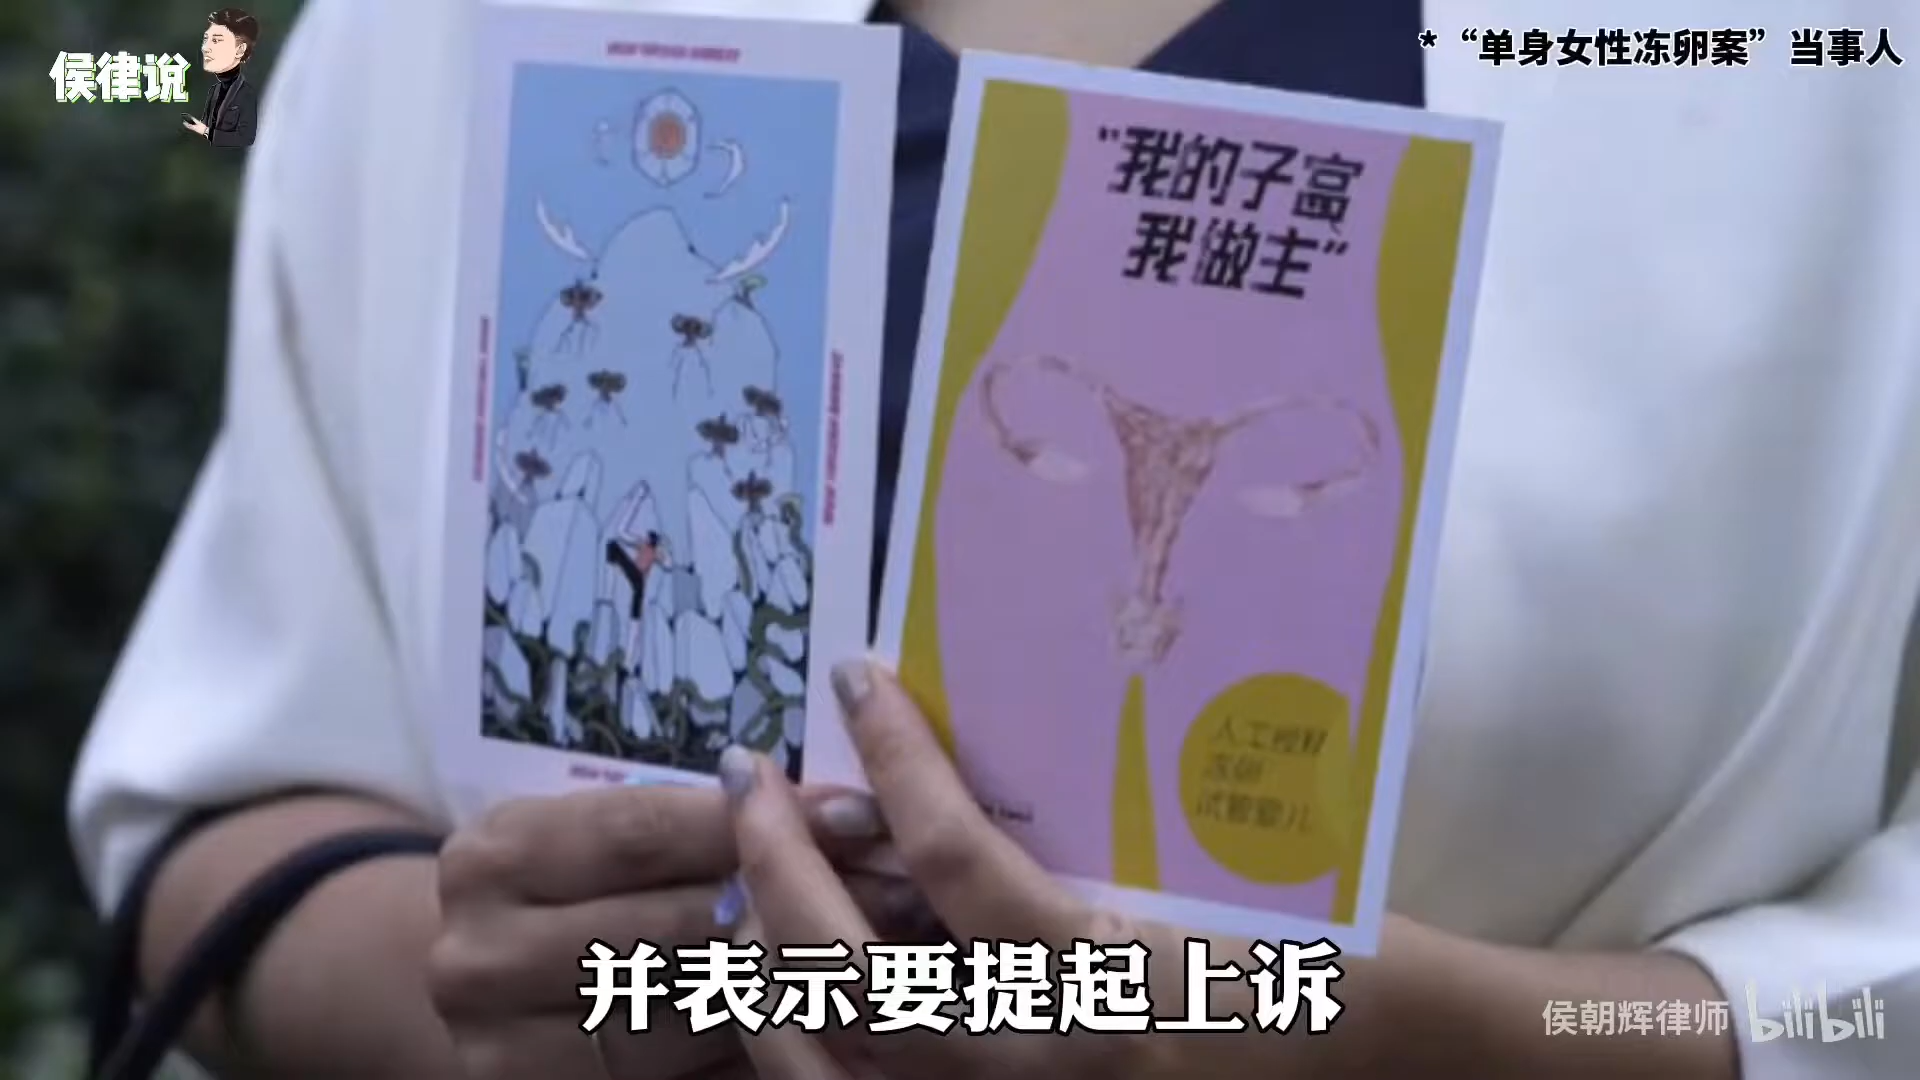 侯律说
*“单身女性冻卵案”当事人
“我的子宫
我做主”
人工授精
冻卵
试管婴儿
并表示要提起上诉
侯朝辉律师 bilibili